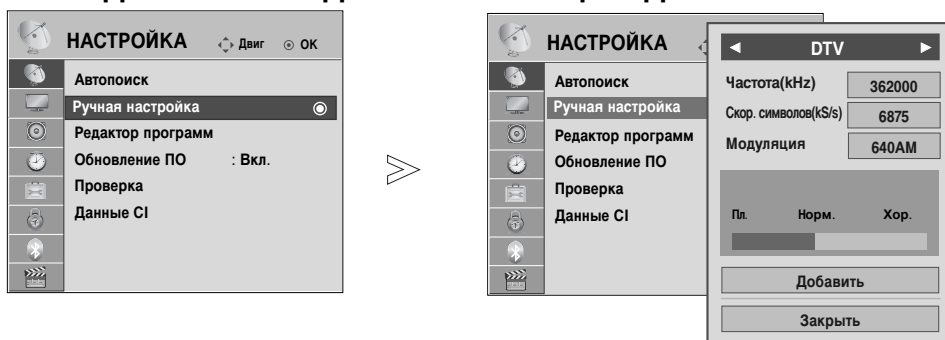 НАСТРОЙКА Двиг ОК
Автопоиск
Ручная настройка
Редактор программ
Обновление ПО : Вкл.
Проверка
Данные CI
НАСТРОЙКА
Автопоиск
Ручная настройка
Редактор программ
Обновление ПО
Проверка
Данные CI
DTV
Частота(kHz) 362000
Скор. символов(kS/s) 6875
Модуляция 640AM
Пл. Норм. Хор.
Добавить
Закрыть